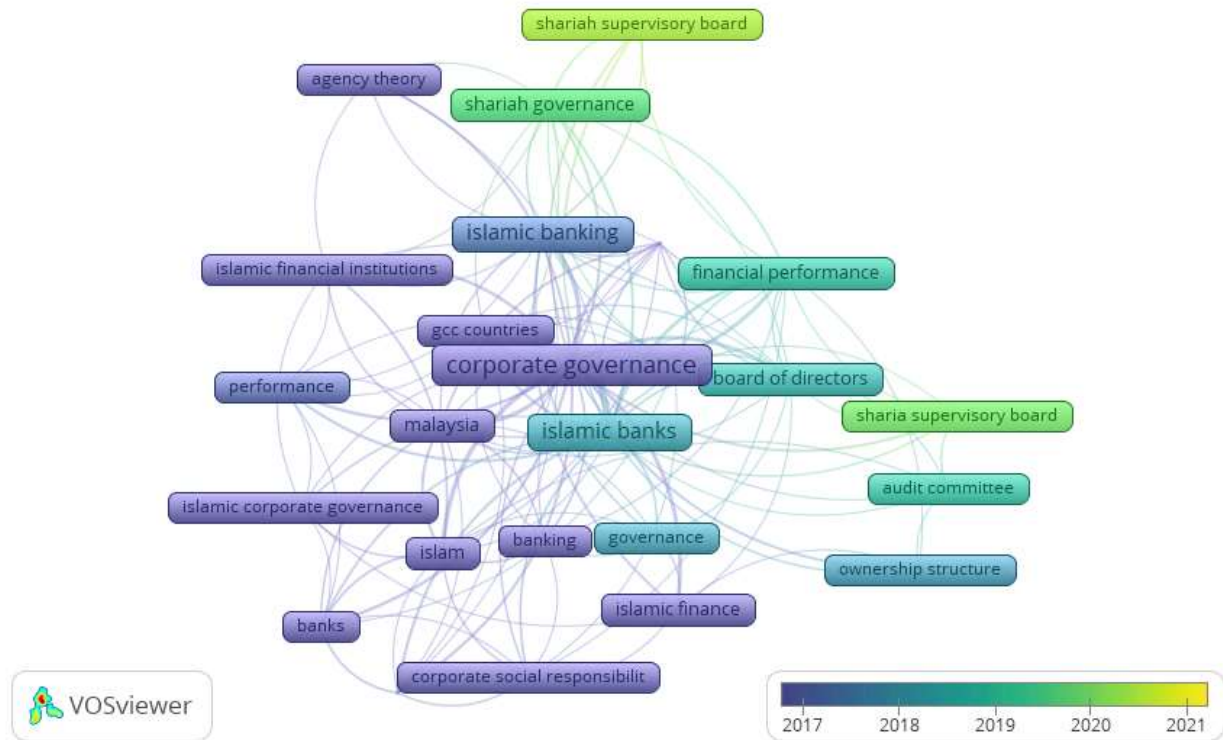 shariah supervisory board
agency theory
shariah governance
islamic banking
islamic financial institutions
financial performance
gcc countries
corporate governance
board of directors
performance
sharia supervisory board
malaysia
islamic banks
audit committee
islamic corporate governance
banking
governance
islam
ownership structure
islamic finance
banks
corporate social responsibilit
VOSviewer
2017 2018 2019 2020 2021